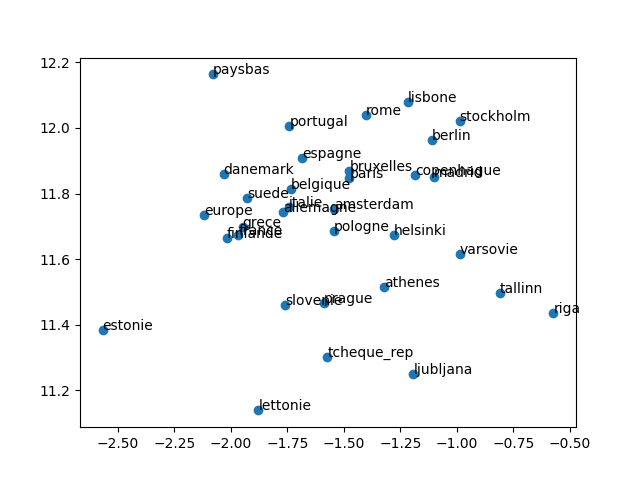 12.2
12.0
11.8
11.6
11.4
11.2
paysbas
lisbone
rome
stockholm
portugal
berlin
espagne
bruxelles
danemark
copenhague
paris
madrid
belgique
suede
italie
amsterdam
allemagne
europe
grece
pologne
france
finlande
helsinki
varsovie
athenes
tallinn
slovenie
prague
riga
estonie
tcheque_rep
ljubljana
lettonie
−2.50 −2.25 −2.00 −1.75 −1.50 −1.25 −1.00 −0.75 −0.50